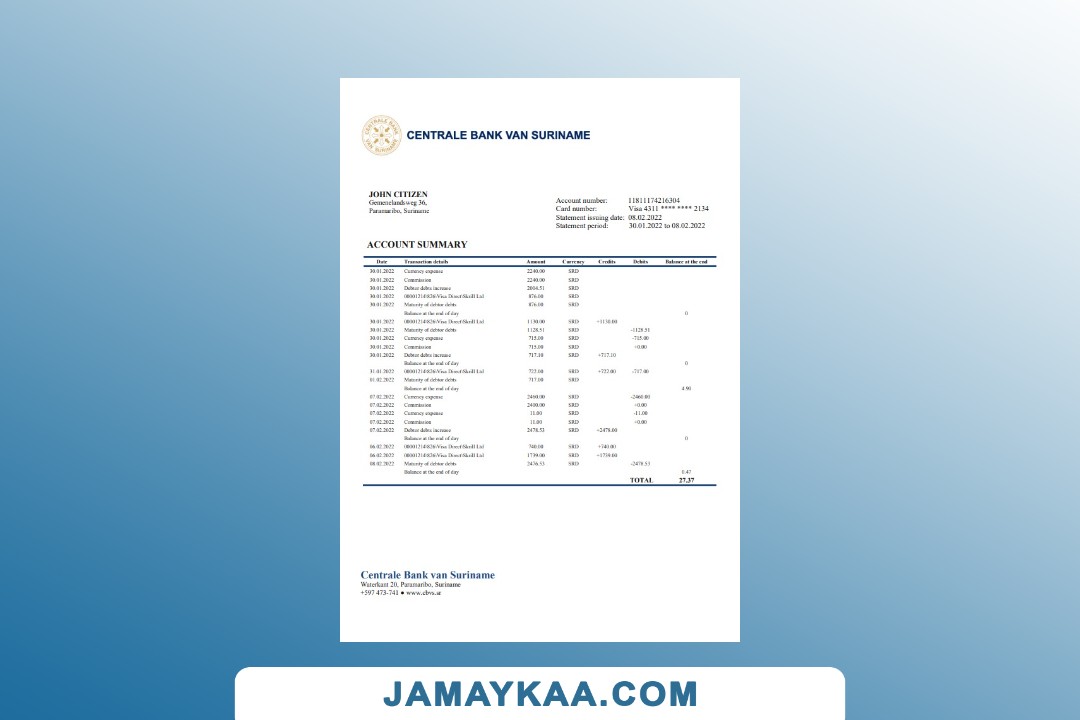 CENTRALE BANK VAN SURINAME
CENTRALE BANK VAN SURINAME
JOHN CITIZEN
Gemenelandsweg 36,
Paramaribo, Suriname
Account number: 11811174216304
Card number: Visa 4311 **** **** 2134
Statement issuing date: 08.02.2022
Statement period: 30.01.2022 to 08.02.2022
ACCOUNT SUMMARY
Date Transaction details Amount Currency Credits Debits Balance at the end
30.01.2022 Currency expense 2240.00 SRD
30.01.2022 Commission 2240.00 SRD
30.01.2022 Debtor debts increase 2004.51 SRD
30.01.2022 00001214\826\Visa Direct\Skrill Ltd 876.00 SRD
30.01.2022 Maturity of debtor debts 876.00 SRD
Balance at the end of day 0
30.01.2022 00001214\826\Visa Direct\Skrill Ltd 1130.00 SRD +1130.00
30.01.2022 Maturity of debtor debts 1128.51 SRD -1128.51
30.01.2022 Currency expense 715.00 SRD -715.00
30.01.2022 Commission 715.00 SRD +0.00
30.01.2022 Debtor debts increase 717.10 SRD +717.10
Balance at the end of day 0
31.01.2022 00001214\826\Visa Direct\Skrill Ltd 722.00 SRD +722.00 -717.00
01.02.2022 Maturity of debtor debts 717.00 SRD
Balance at the end of day 4.90
07.02.2022 Currency expense 2460.00 SRD -2460.00
07.02.2022 Commission 2400.00 SRD +0.00
07.02.2022 Currency expense 11.00 SRD -11.00
07.02.2022 Commission 11.00 SRD +0.00
07.02.2022 Debtor debts increase 2478.53 SRD +2478.00
Balance at the end of day 0
06.02.2022 00001214\826\Visa Direct\Skrill Ltd 740.00 SRD +740.00
06.02.2022 00001214\826\Visa Direct\Skrill Ltd 1739.00 SRD +1739.00
08.02.2022 Maturity of debtor debts 2476.53 SRD -2478.53
Balance at the end of day 0.47
TOTAL 27.37
Centrale Bank van Suriname
Waterkant 20, Paramaribo, Suriname
+597 473-741 ● www.cbvs.sr
JAMAYKAA.COM